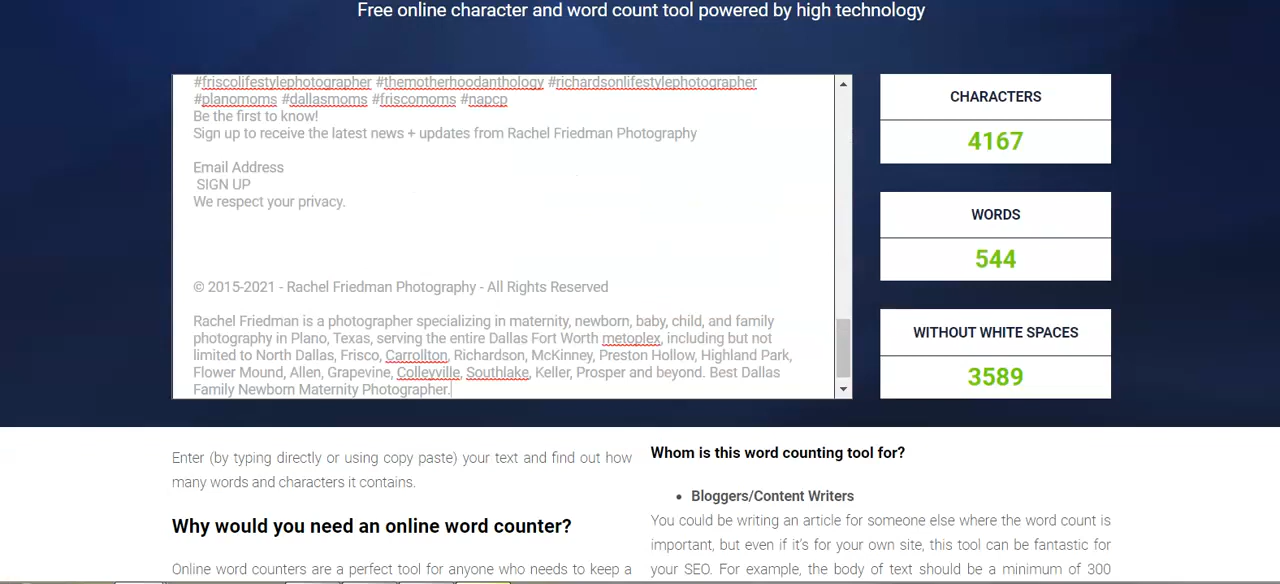 Free online character and word count tool powered by high technology
#friscolifestylephotographer #themotherhoodanthology #richardsonlifestylephotographer
#planomoms #dallasmoms #friscomoms #napcp
Be the first to know!
Sign up to receive the latest news + updates from Rachel Friedman Photography
Email Address
SIGN UP
We respect your privacy.
© 2015-2021 - Rachel Friedman Photography - All Rights Reserved
Rachel Friedman is a photographer specializing in maternity, newborn, baby, child, and family
photography in Plano, Texas, serving the entire Dallas Fort Worth metoplex, including but not
limited to North Dallas, Frisco, Carrollton, Richardson, McKinney, Preston Hollow, Highland Park,
Flower Mound, Allen, Grapevine, Colleyville, Southlake, Keller, Prosper and beyond. Best Dallas
Family Newborn Maternity Photographer.
CHARACTERS
4167
WORDS
544
WITHOUT WHITE SPACES
3589
Enter (by typing directly or using copy paste) your text and find out how
many words and characters it contains.
Why would you need an online word counter?
Online word counters are a perfect tool for anyone who needs to keep a
Whom is this word counting tool for?
• Bloggers/Content Writers
You could be writing an article for someone else where the word count is
important, but even if it's for your own site, this tool can be fantastic for
your SEO. For example, the body of text should be a minimum of 300